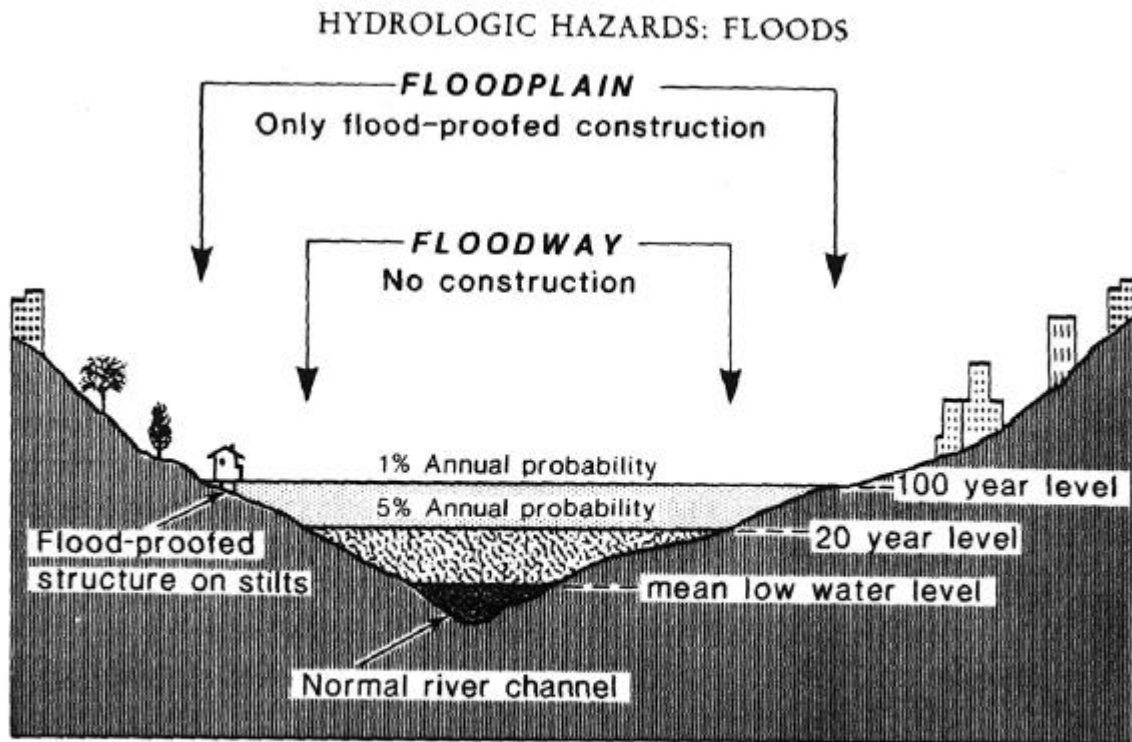 HYDROLOGIC HAZARDS: FLOODS
FLOODPLAIN
Only flood-proofed construction
FLOODWAY
No construction
1% Annual probability
100 year level
5% Annual probability
20 year level
Flood-proofed
structure on stilts
mean low water level
Normal river channel